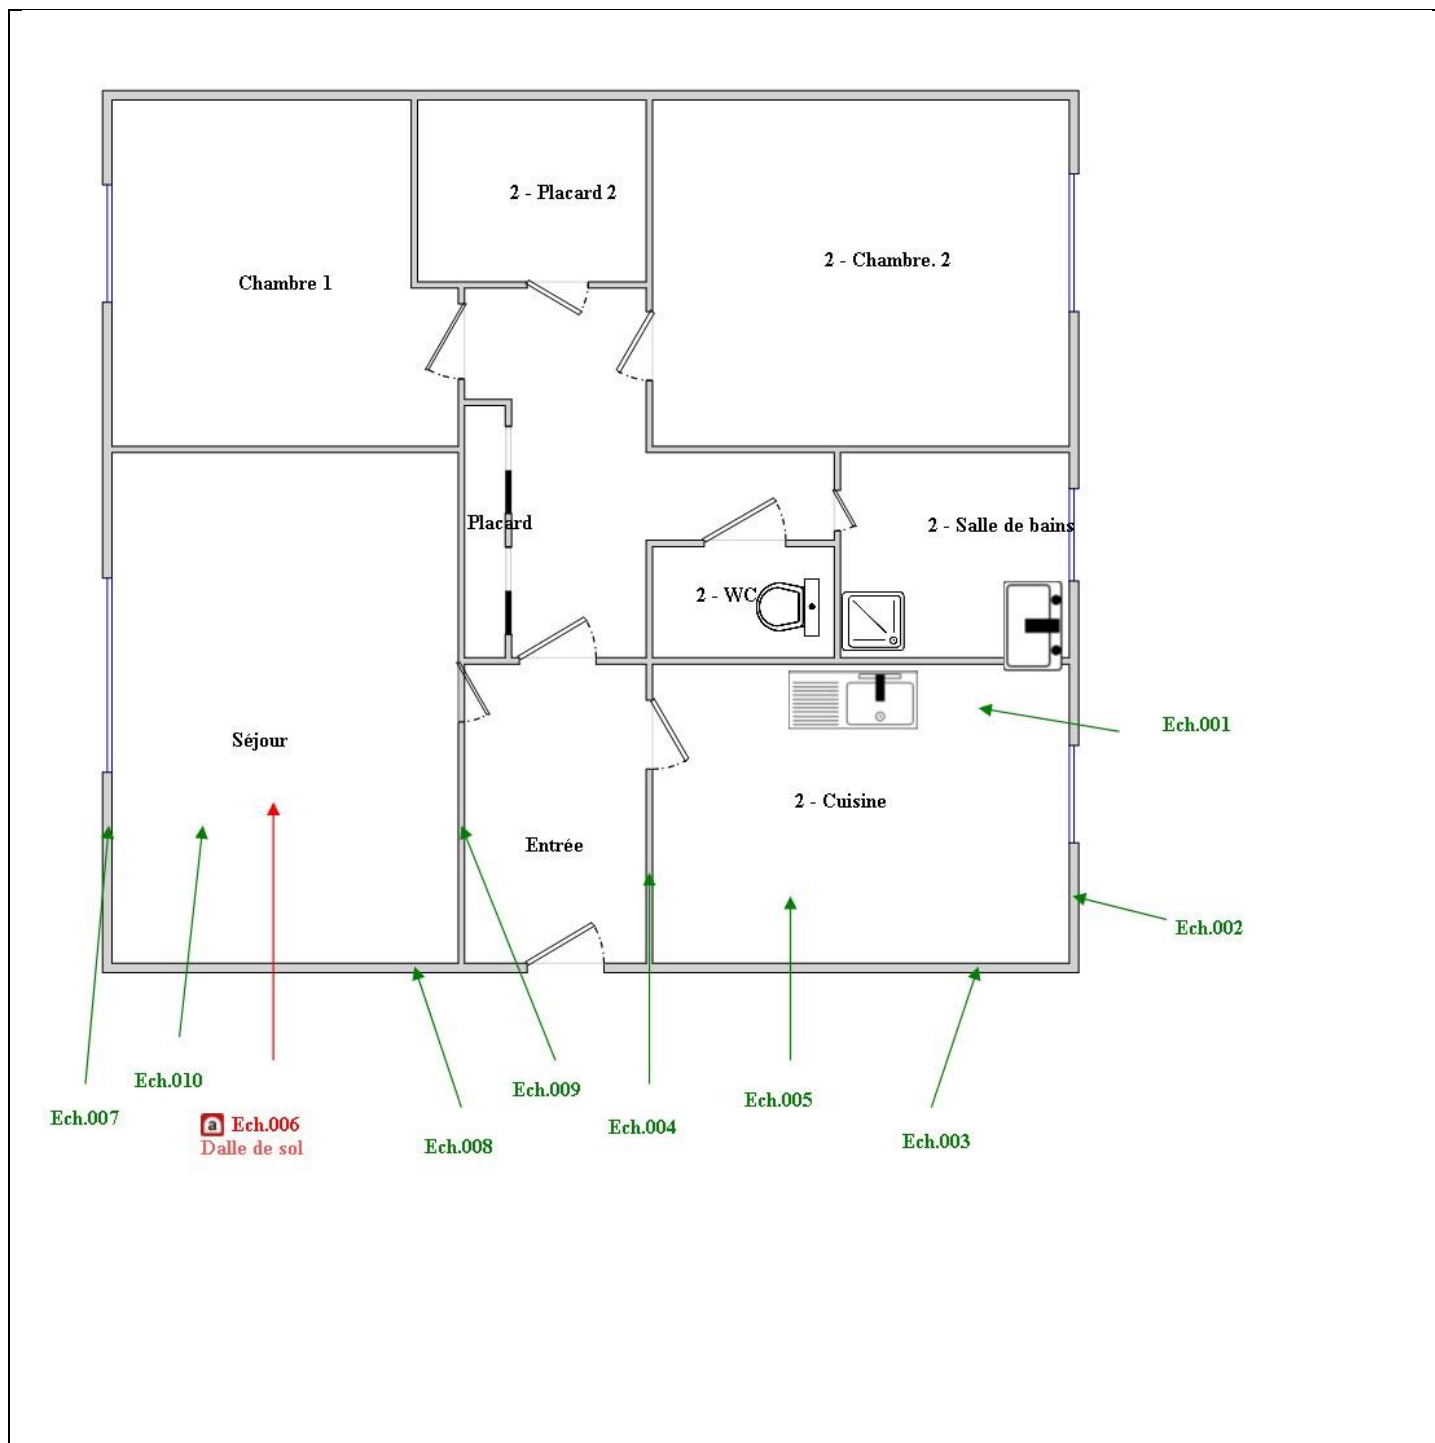 2 - Placard 2
2 - Chambre. 2
Chambre 1
Placard
2 - Salle de bains
2 - WC
Ech.001
Séjour
2 - Cuisine
Entrée
Ech.002
Ech.010
Ech.009
Ech.005
Ech.007
a Ech.006
Dalle de sol
Ech.004
Ech.008
Ech.003